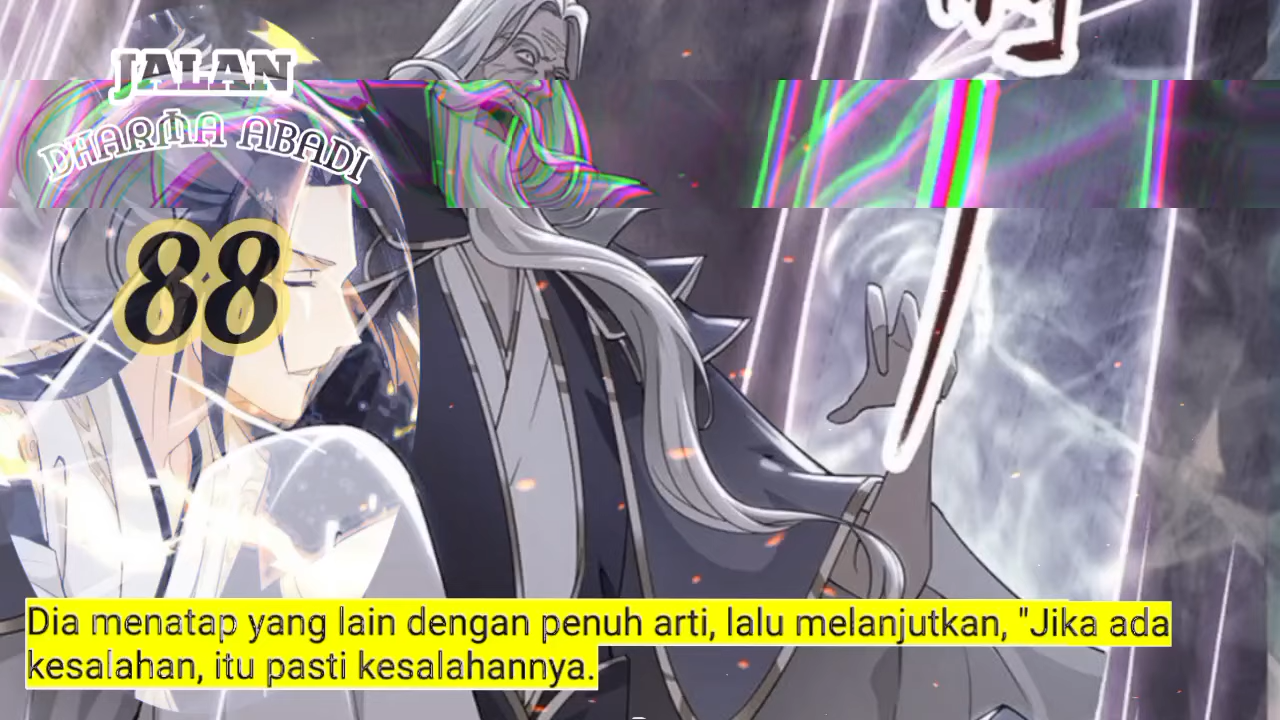 JALAN
DHARMA ABADI
88
Dia menatap yang lain dengan penuh arti, lalu melanjutkan, "Jika ada
kesalahan, itu pasti kesalahannya.